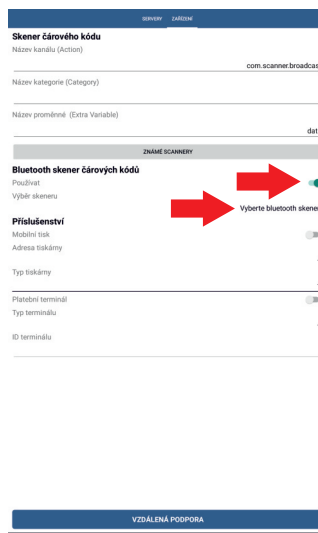 SERVERY ZAŘÍZENÍ
Skener čárového kódu
Název kanálu (Action)
com.scanner.broadcas
Název kategorie (Category)
Název proměnné (Extra Variable)
dat
ZNÁMÉ SCANNERY
Bluetooth skener čárových kódů
Používat
Výběr skeneru
Vyberte bluetooth skener
Příslušenství
Mobilní tisk
Adresa tiskárny
Typ tiskárny
Platební terminál
Typ terminálu
ID terminálu
VZDÁLENÁ PODPORA